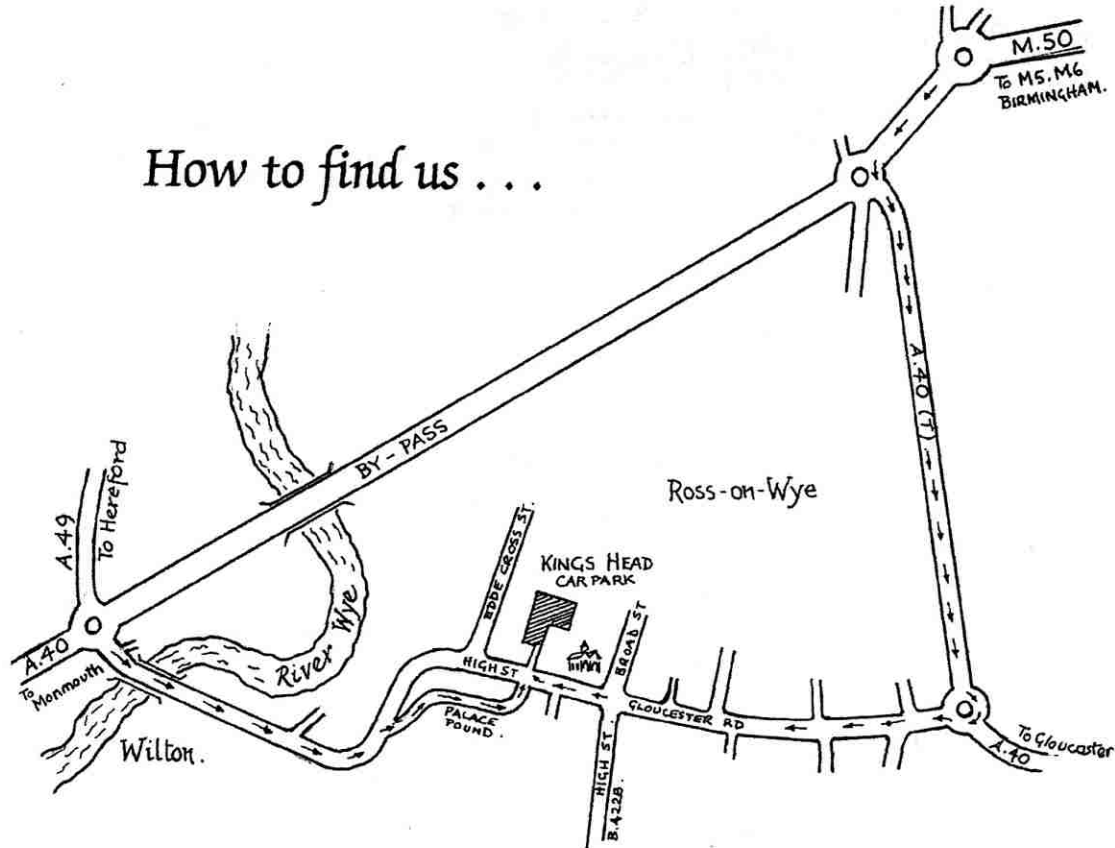 M.50
To M5. M6
BIRMINGHAM.
How to find us . . .
A.40 (T)
BY - PASS
Ross-on-Wye
A.49
To Hereford
EDDE CROSS ST.
KINGS HEAD
CAR PARK
River Wye
BROAD ST
A.40
To
Monmouth
HIGH ST
GLOUCESTER RD
PALACE
POUND.
Wilton.
HIGH ST
B.4228.
To Gloucaster
A.40